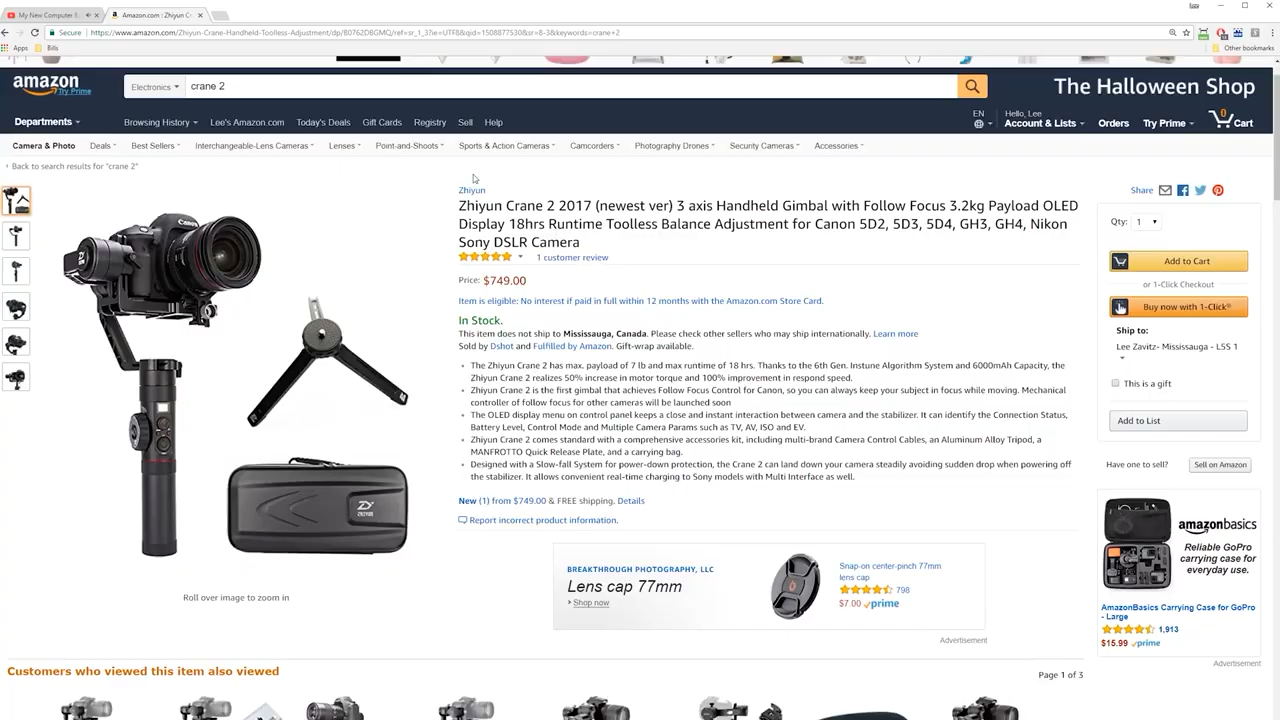 My New Computer
Amazon.com : Zhiyun C
Secure
https://www.amazon.com/Zhiyun-Crane-Handheld-Toolless-Adjustment/dp/B0762DBGMQ/ref=sr_1_3?ie=UTF8&qid=1508877530&sr=8-3&keywords=crane+2
Apps
Bills
Other bookmarks
amazon
Try Prime
Electronics
crane 2
The Halloween Shop
Departments
Browsing History
Lee's Amazon.com
Today's Deals
Gift Cards
Registry
Sell
Help
EN
Hello, Lee
Account & Lists
Orders
Try Prime
0
Cart
Camera & Photo
Deals
Best Sellers
Interchangeable-Lens Cameras
Lenses
Point-and-Shoots
Sports & Action Cameras
Camcorders
Photography Drones
Security Cameras
Accessories
‹ Back to search results for "crane 2"
Canon
ZHIYUN
Roll over image to zoom in
Zhiyun
Zhiyun Crane 2 2017 (newest ver) 3 axis Handheld Gimbal with Follow Focus 3.2kg Payload OLED
Display 18hrs Runtime Toolless Balance Adjustment for Canon 5D2, 5D3, 5D4, GH3, GH4, Nikon
Sony DSLR Camera
1 customer review
Price: $749.00
Item is eligible: No interest if paid in full within 12 months with the Amazon.com Store Card.
In Stock.
This item does not ship to Mississauga, Canada. Please check other sellers who may ship internationally. Learn more
Sold by Dshot and Fulfilled by Amazon. Gift-wrap available.
The Zhiyun Crane 2 has max. payload of 7 lb and max runtime of 18 hrs. Thanks to the 6th Gen. Instune Algorithm System and 6000mAh Capacity, the
Zhiyun Crane 2 realizes 50% increase in motor torque and 100% improvement in respond speed.
Zhiyun Crane 2 is the first gimbal that achieves Follow Focus Control for Canon, so you can always keep your subject in focus while moving. Mechanical
controller of follow focus for other cameras will be launched soon
The OLED display menu on control panel keeps a close and instant interaction between camera and the stabilizer. It can identify the Connection Status,
Battery Level, Control Mode and Multiple Camera Params such as TV, AV, ISO and EV.
Zhiyun Crane 2 comes standard with a comprehensive accessories kit, including multi-brand Camera Control Cables, an Aluminum Alloy Tripod, a
MANFROTTO Quick Release Plate, and a carrying bag.
Designed with a Slow-fall System for power-down protection, the Crane 2 can land down your camera steadily avoiding sudden drop when powering off
the stabilizer. It allows convenient real-time charging to Sony models with Multi Interface as well.
New (1) from $749.00 & FREE shipping. Details
Report incorrect product information.
BREAKTHROUGH PHOTOGRAPHY, LLC
Lens cap 77mm
Shop now
Snap-on center-pinch 77mm
lens cap
798
$7.00 prime
Advertisement
Share
Qty: 1
Add to Cart
or 1-Click Checkout
Buy now with 1-Click®
Ship to:
Lee Zavitz- Mississauga - L5S 1
This is a gift
Add to List
Have one to sell?
Sell on Amazon
amazonbasics
Reliable GoPro
carrying case for
everyday use.
AmazonBasics Carrying Case for GoPro
- Large
1,913
$15.99 prime
Advertisement
Customers who viewed this item also viewed
Page 1 of 3